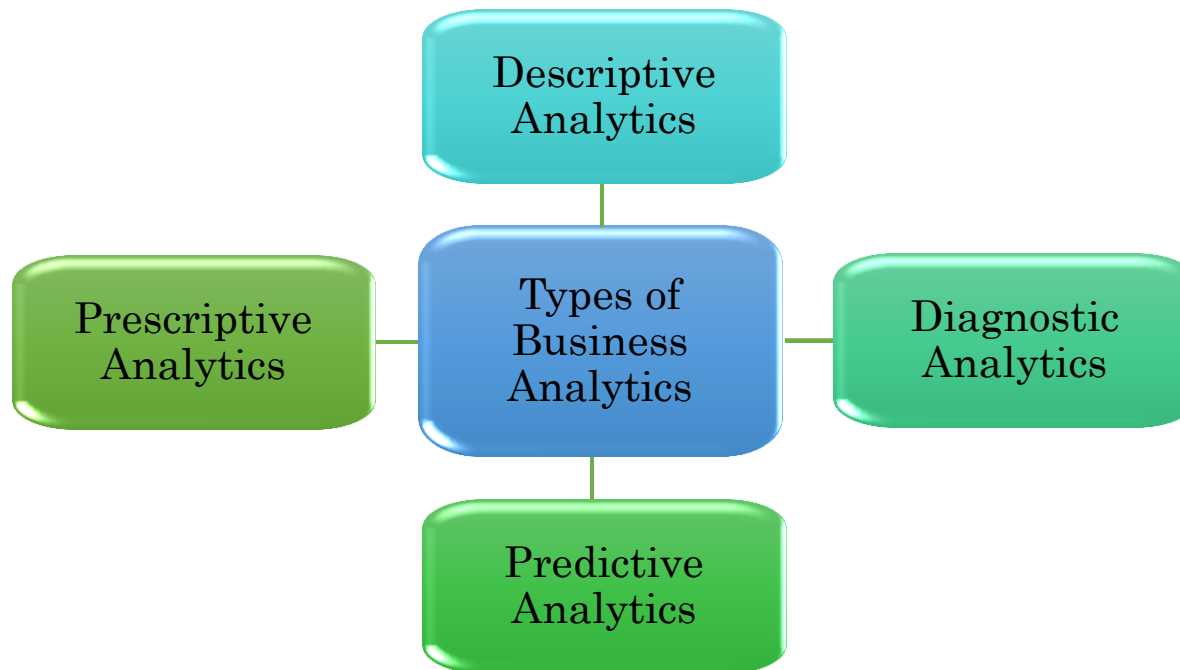 Descriptive
Analytics
Prescriptive
Analytics
Types of
Business
Analytics
Diagnostic
Analytics
Predictive
Analytics